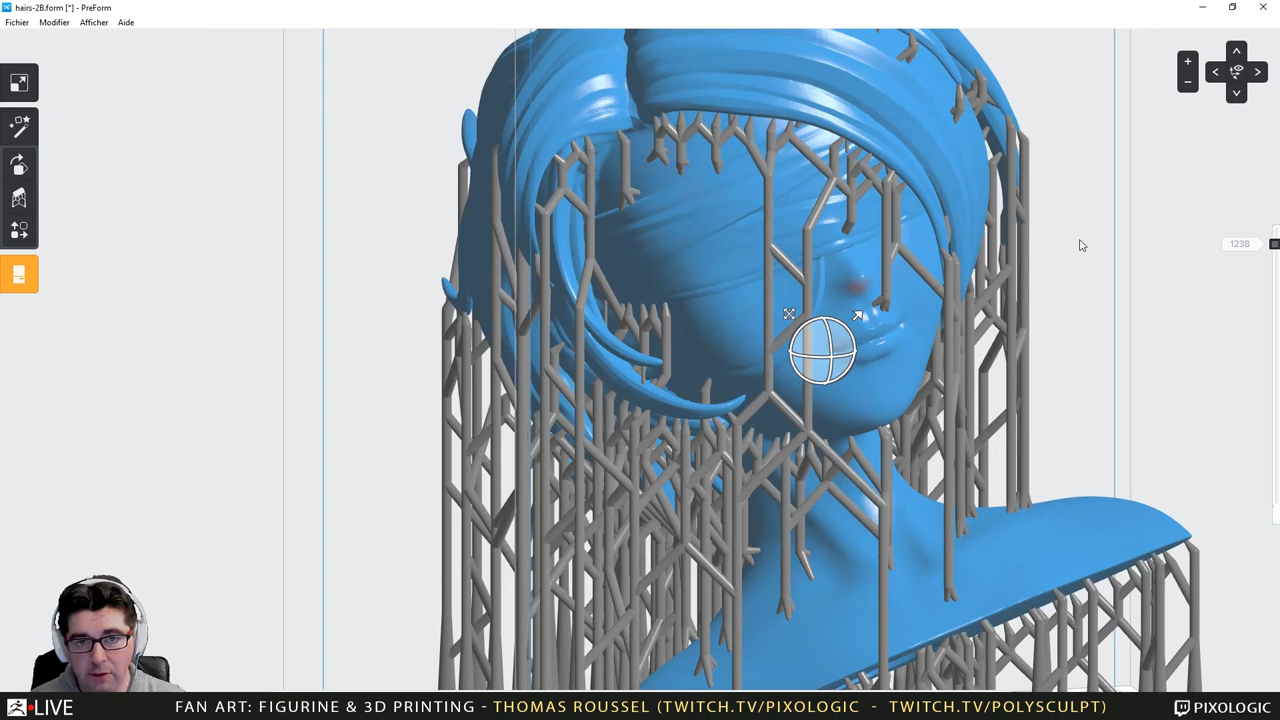 hairs-2B.form [*] - PreForm
Fichier Modifier Afficher Aide
1238
LIVE
FAN ART: FIGURINE & 3D PRINTING - THOMAS ROUSSEL (TWITCH.TV/PIXOLOGIC - TWITCH.TV/POLYSCULPT)
PIXOLOGIC